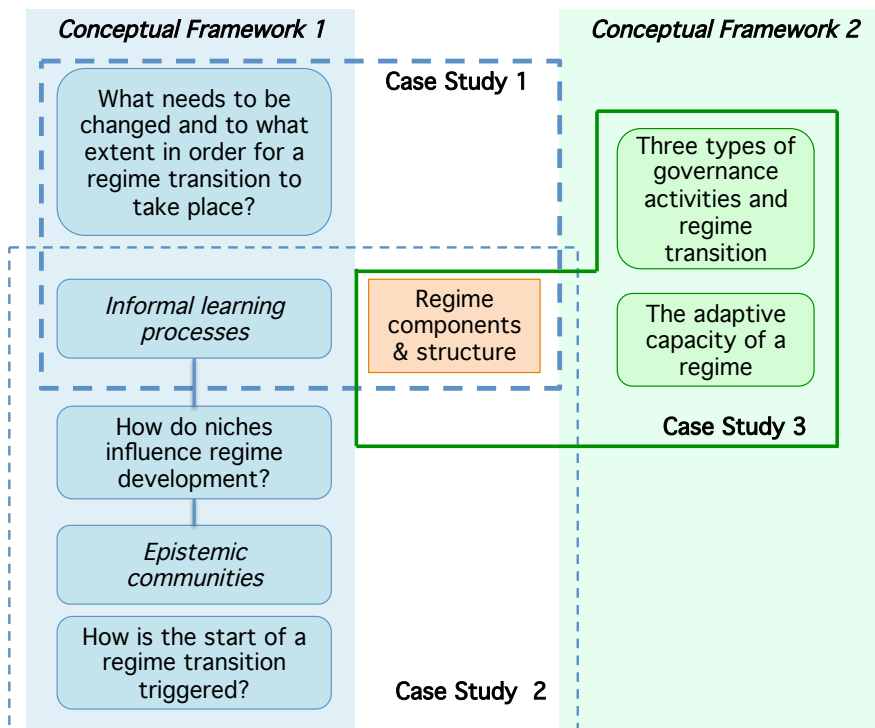 Conceptual Framework 1
Conceptual Framework 2
Case Study 1
What needs to be
changed and to what
extent in order for a
regime transition to
take place?
Three types of
governance
activities and
regime
transition
Informal learning
processes
Regime
components
& structure
The adaptive
capacity of a
regime
Case Study 3
How do niches
influence regime
development?
Epistemic
communities
How is the start of a
regime transition
triggered?
Case Study 2